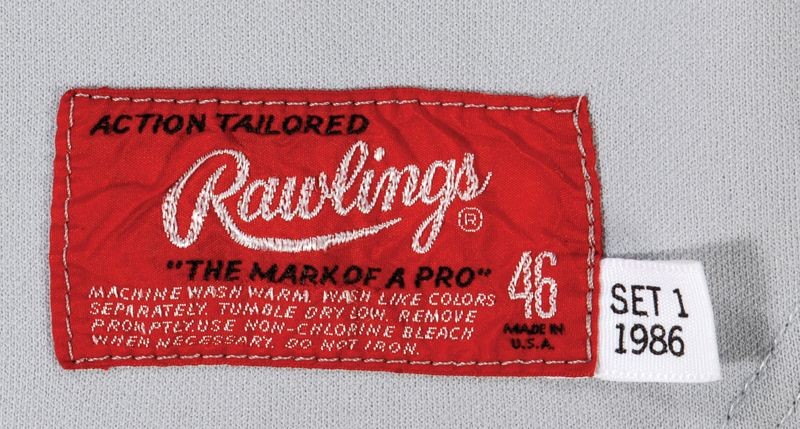 ACTION TAILORED
Rawlings ®
"THE MARK OF A PRO"
46
MACHINE WASH WARM, WASH LIKE COLORS
SEPARATELY. TUMBLE DRY LOW. REMOVE
PROMPTLY.USE NON-CHLORINE BLEACH
WHEN NECESSARY. DO NOT IRON.
MADE IN
U.S.A.
SET 1
1986